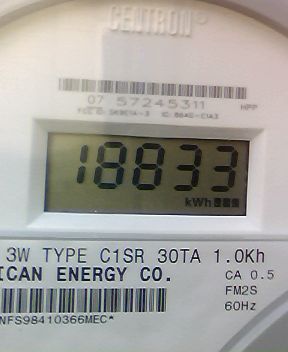 CENTRON®
07 57245311 HPP
18833
kWh
3W TYPE C1SR 30TA 1.0Kh
ICAN ENERGY CO. CA 0.5
FM2S
NFS98410366MEC* 60Hz